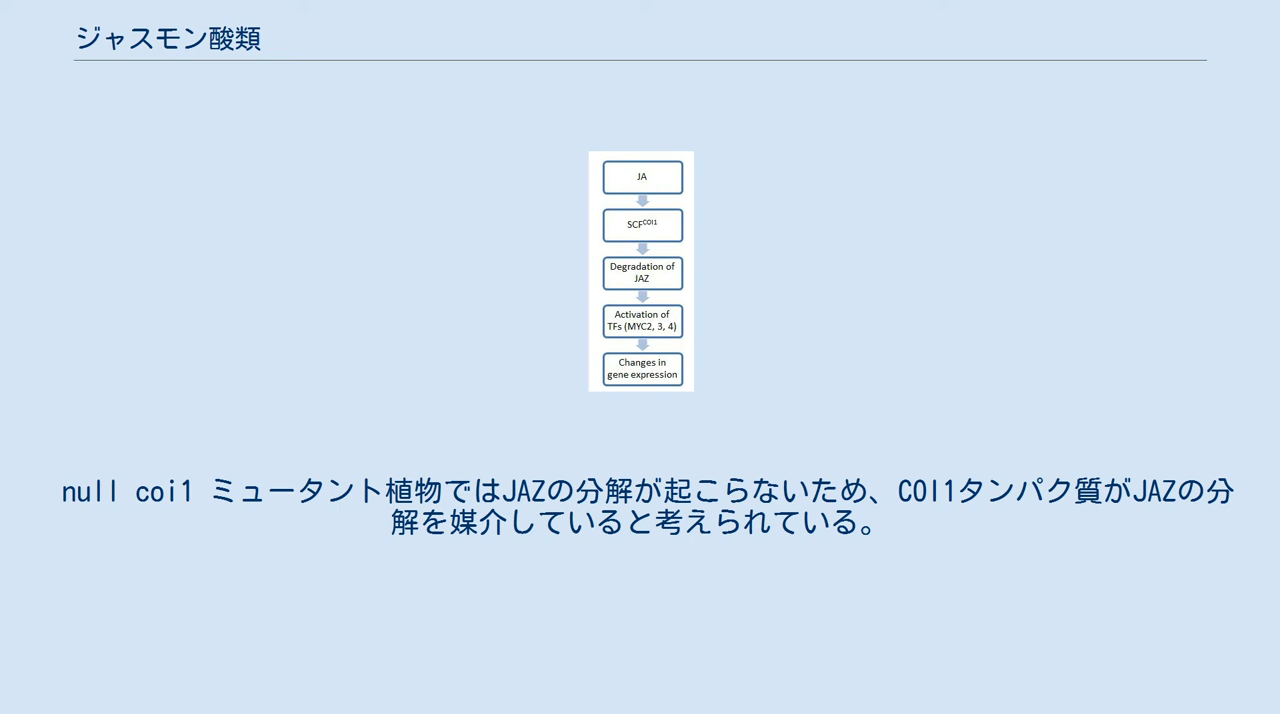 ジャスモン酸類
JA
SCFCOI1
Degradation of
JAZ
Activation of
TFs (MYC2, 3, 4)
Changes in
gene expression
null coi1 ミュータント植物ではJAZの分解が起こらないため、COI1タンパク質がJAZの分
解を媒介していると考えられている。